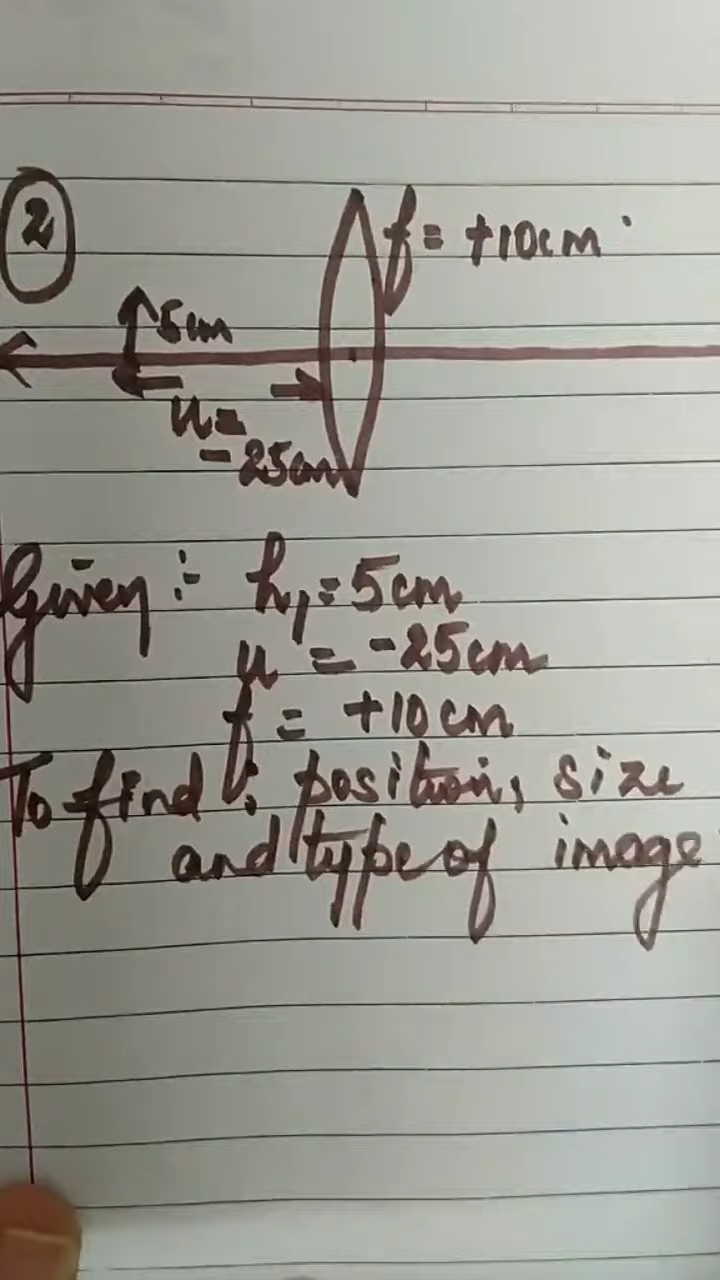 2
f = +10cm
5cm
u =
- 25cm
Given :- h1 = 5cm
u = -25cm
f = +10cm
To find : position, size
and type of image